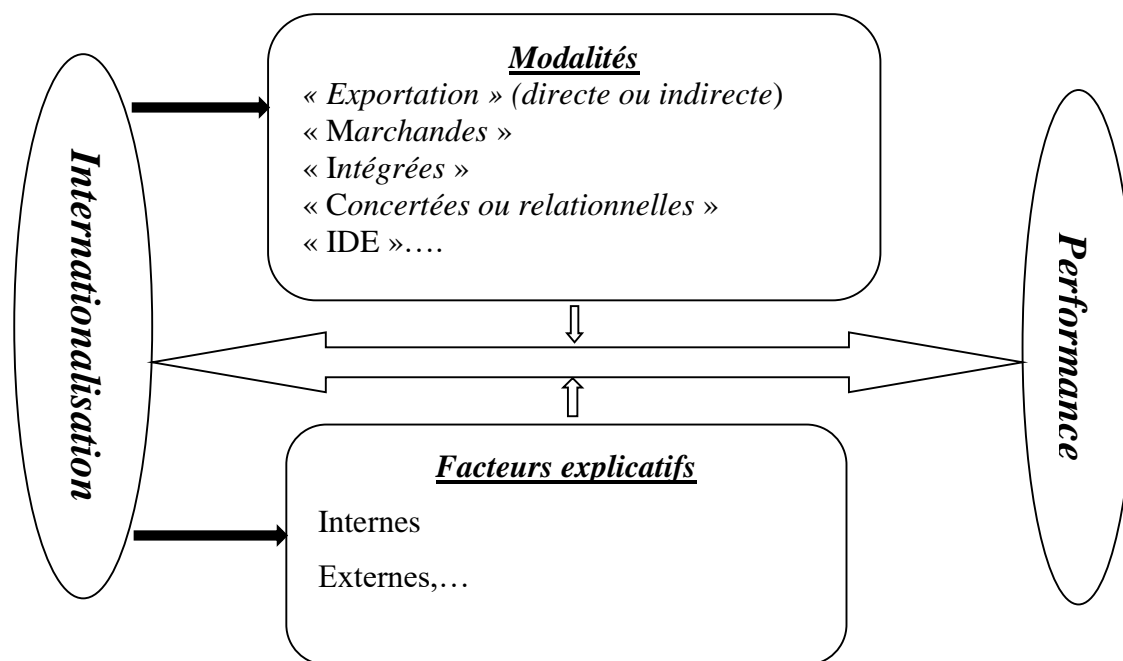 Internationalisation
Modalités
« Exportation » (directe ou indirecte)
« Marchandes »
« Intégrées »
« Concertées ou relationnelles »
« IDE »….
Performance
Facteurs explicatifs
Internes
Externes,…